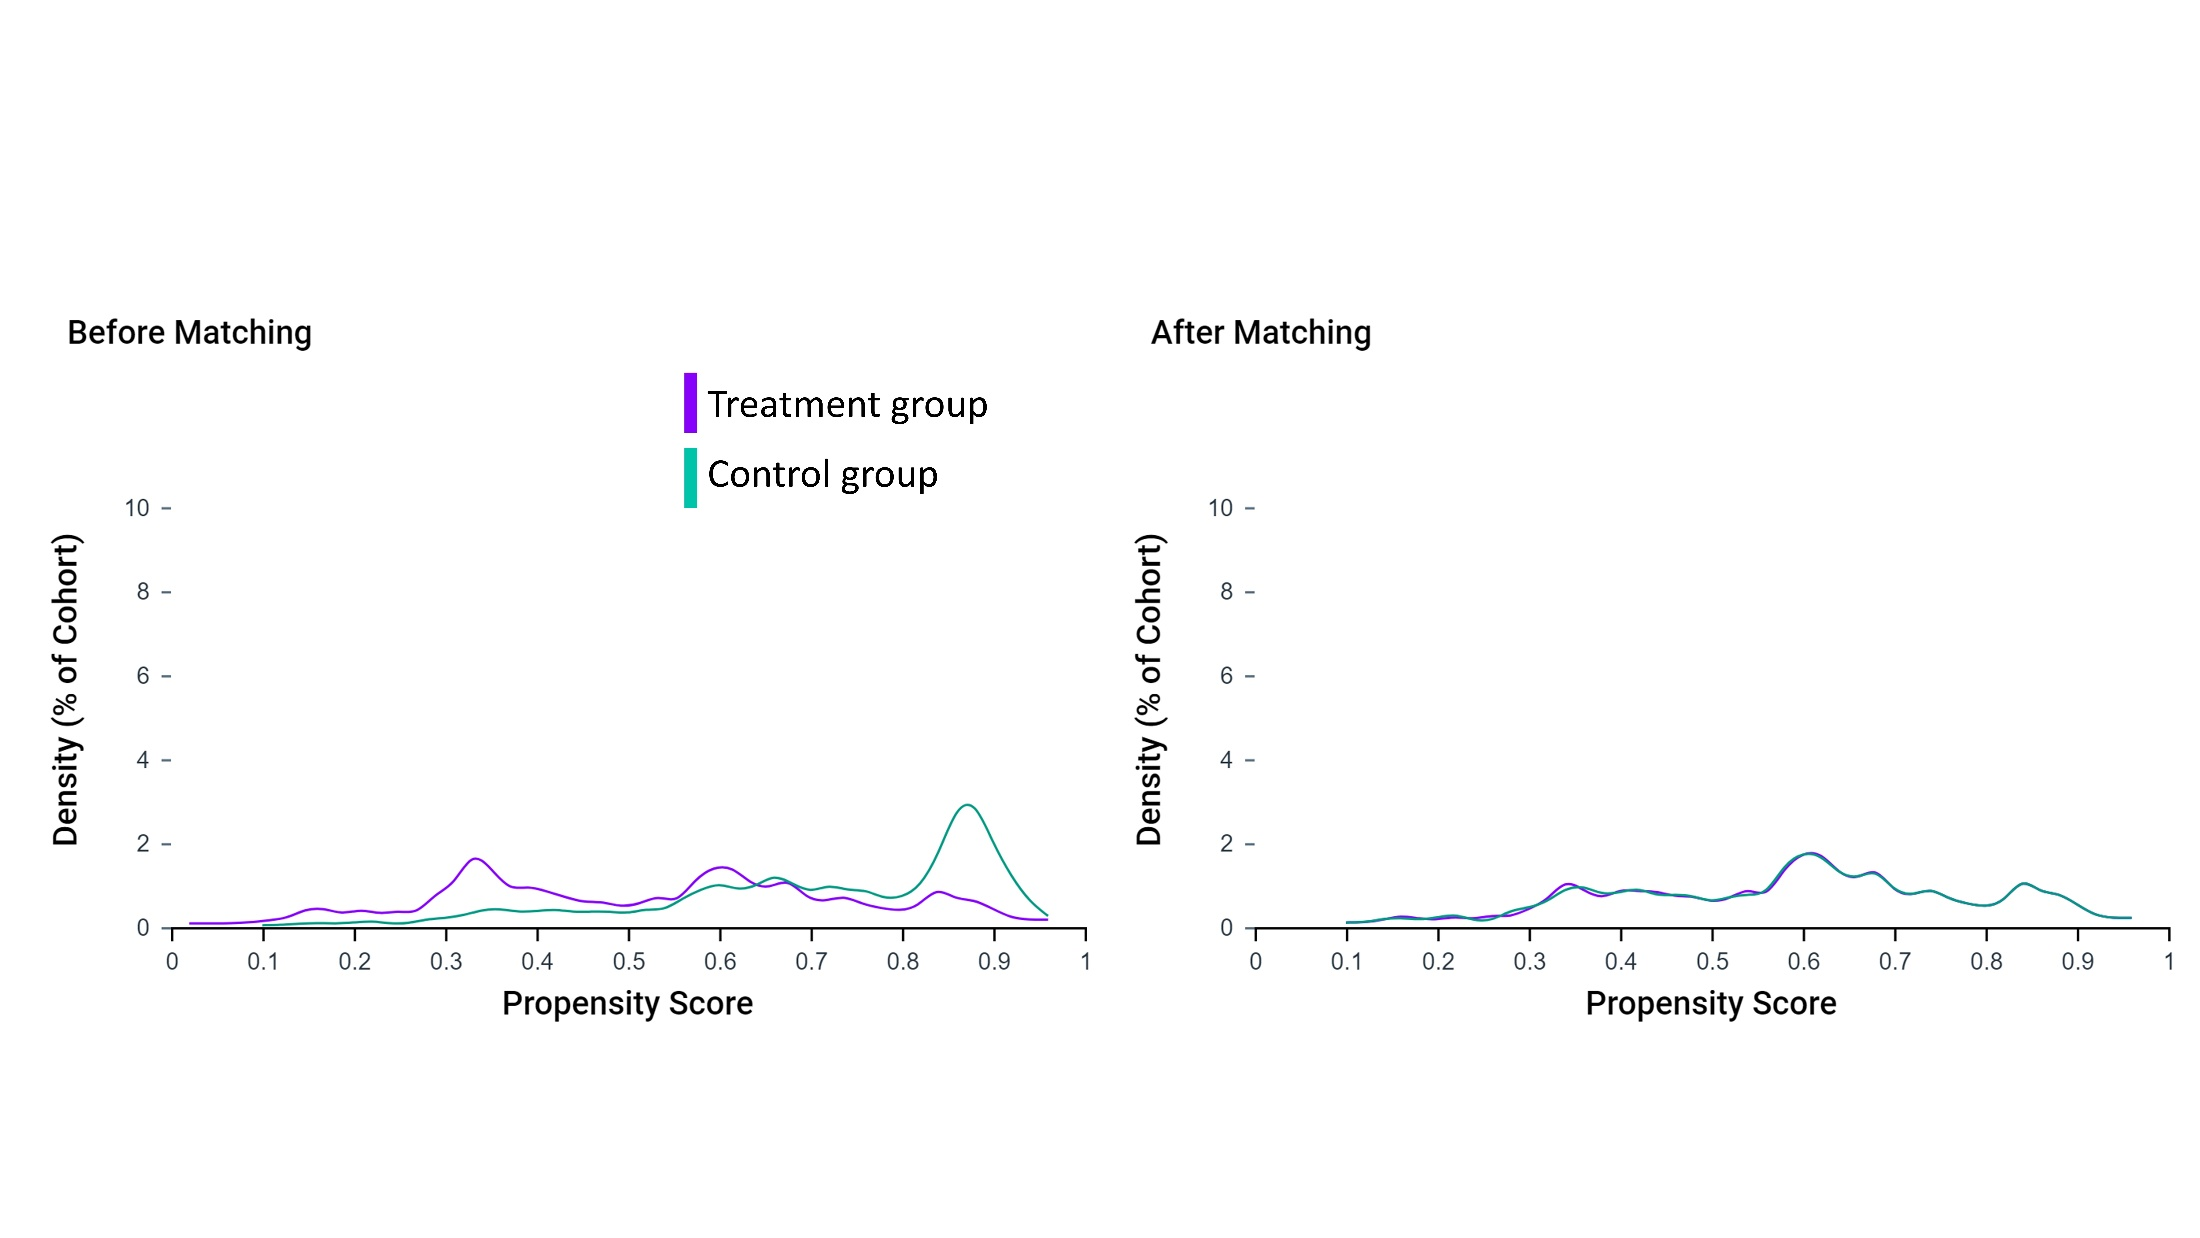 Before Matching
Treatment group
Control group
Density (% of Cohort)
10
8
6
4
2
0
0 0.1 0.2 0.3 0.4 0.5 0.6 0.7 0.8 0.9 1
Propensity Score
After Matching
Density (% of Cohort)
10
8
6
4
2
0
0 0.1 0.2 0.3 0.4 0.5 0.6 0.7 0.8 0.9 1
Propensity Score